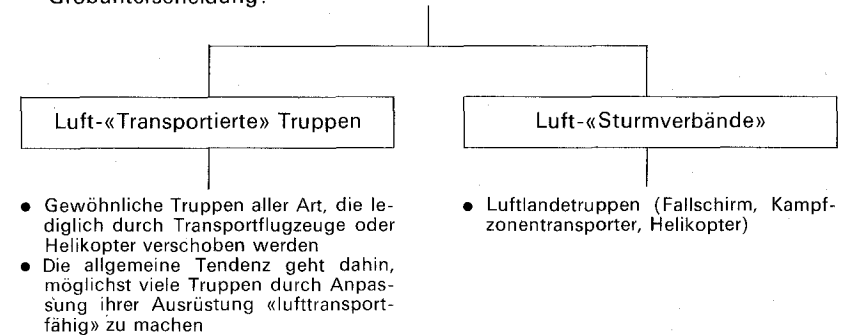 Grobunterscheidung:
Luft-«Transportierte» Truppen
Luft-«Sturmverbände»
● Gewöhnliche Truppen aller Art, die le-
diglich durch Transportflugzeuge oder
Helikopter verschoben werden
● Die allgemeine Tendenz geht dahin,
möglichst viele Truppen durch Anpas-
sung ihrer Ausrüstung «lufttransport-
fähig» zu machen
● Luftlandetruppen (Fallschirm, Kampf-
zonentransporter, Helikopter)